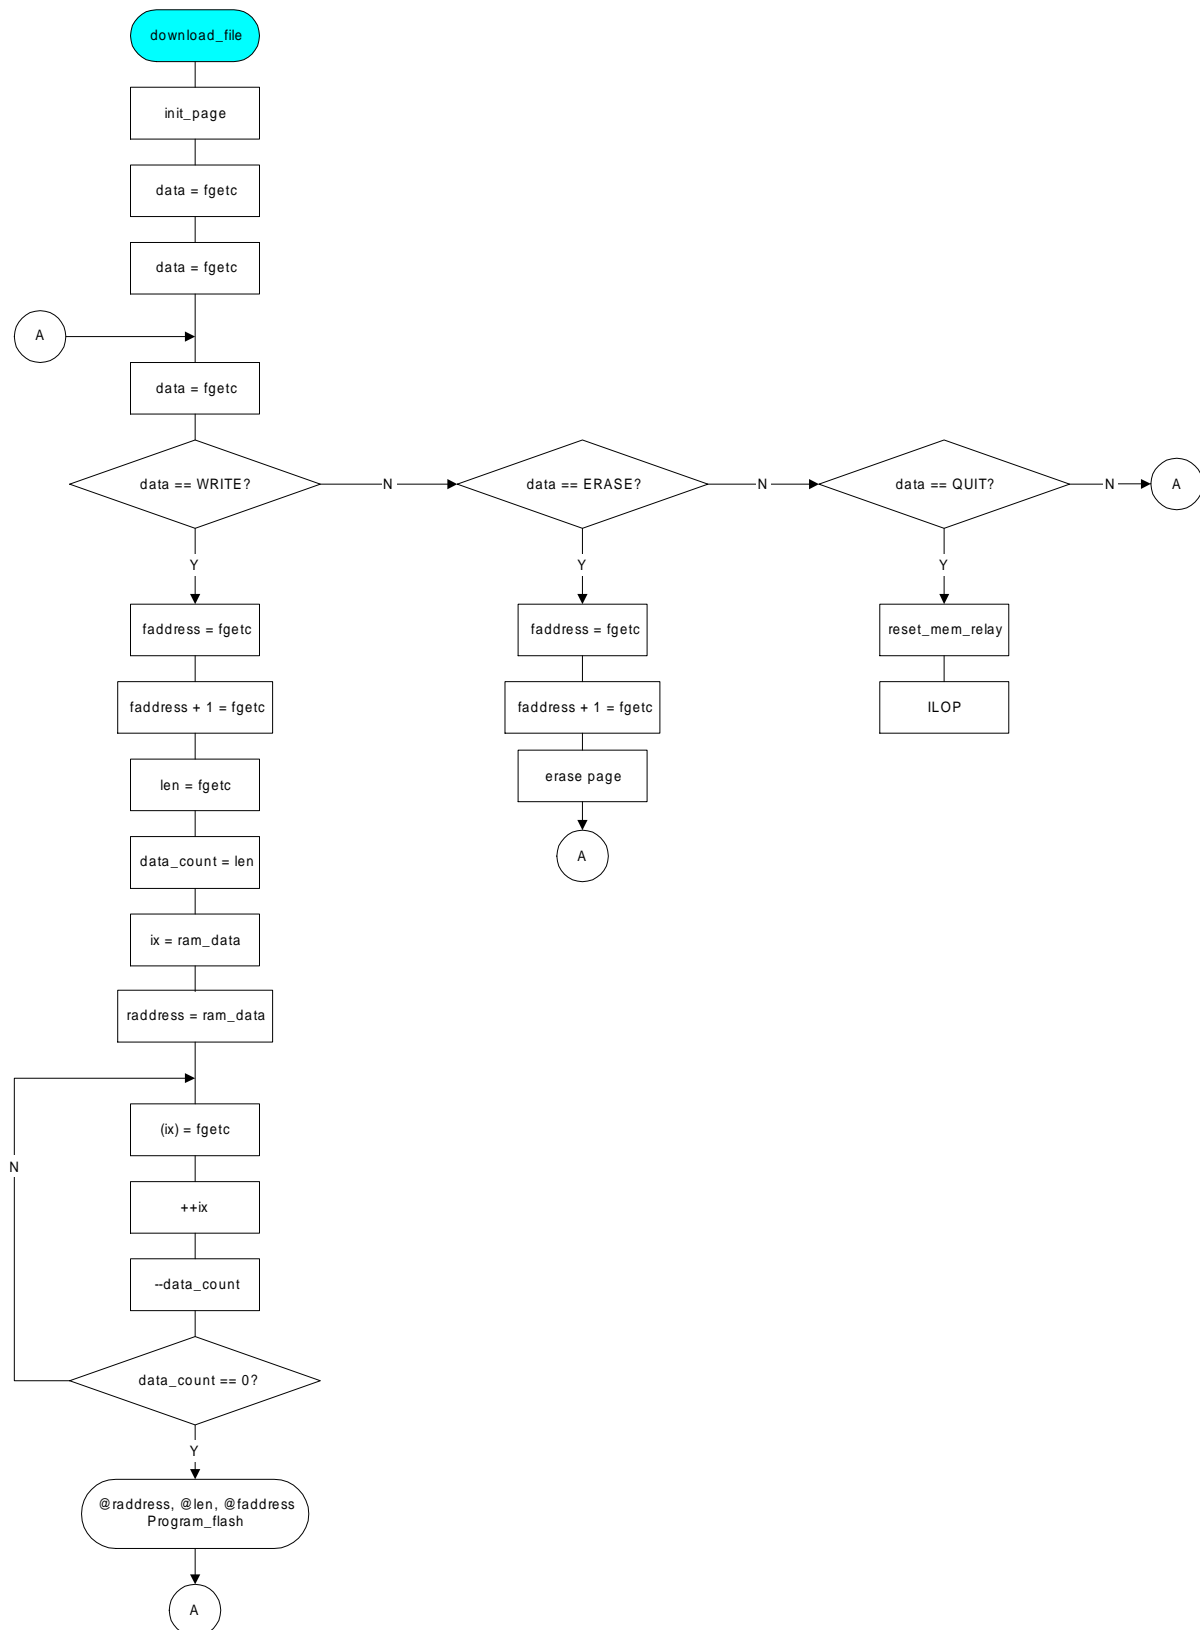 download_file
init_page
data = fgetc
data = fgetc
A
data = fgetc
data == WRITE?
N
data == ERASE?
N
data == QUIT?
N
A
Y
Y
Y
faddress = fgetc
faddress = fgetc
reset_mem_relay
faddress + 1 = fgetc
faddress + 1 = fgetc
ILOP
len = fgetc
erase page
data_count = len
A
ix = ram_data
raddress = ram_data
(ix) = fgetc
N
++ix
--data_count
data_count == 0?
Y
@raddress, @len, @faddress
Program_flash
A